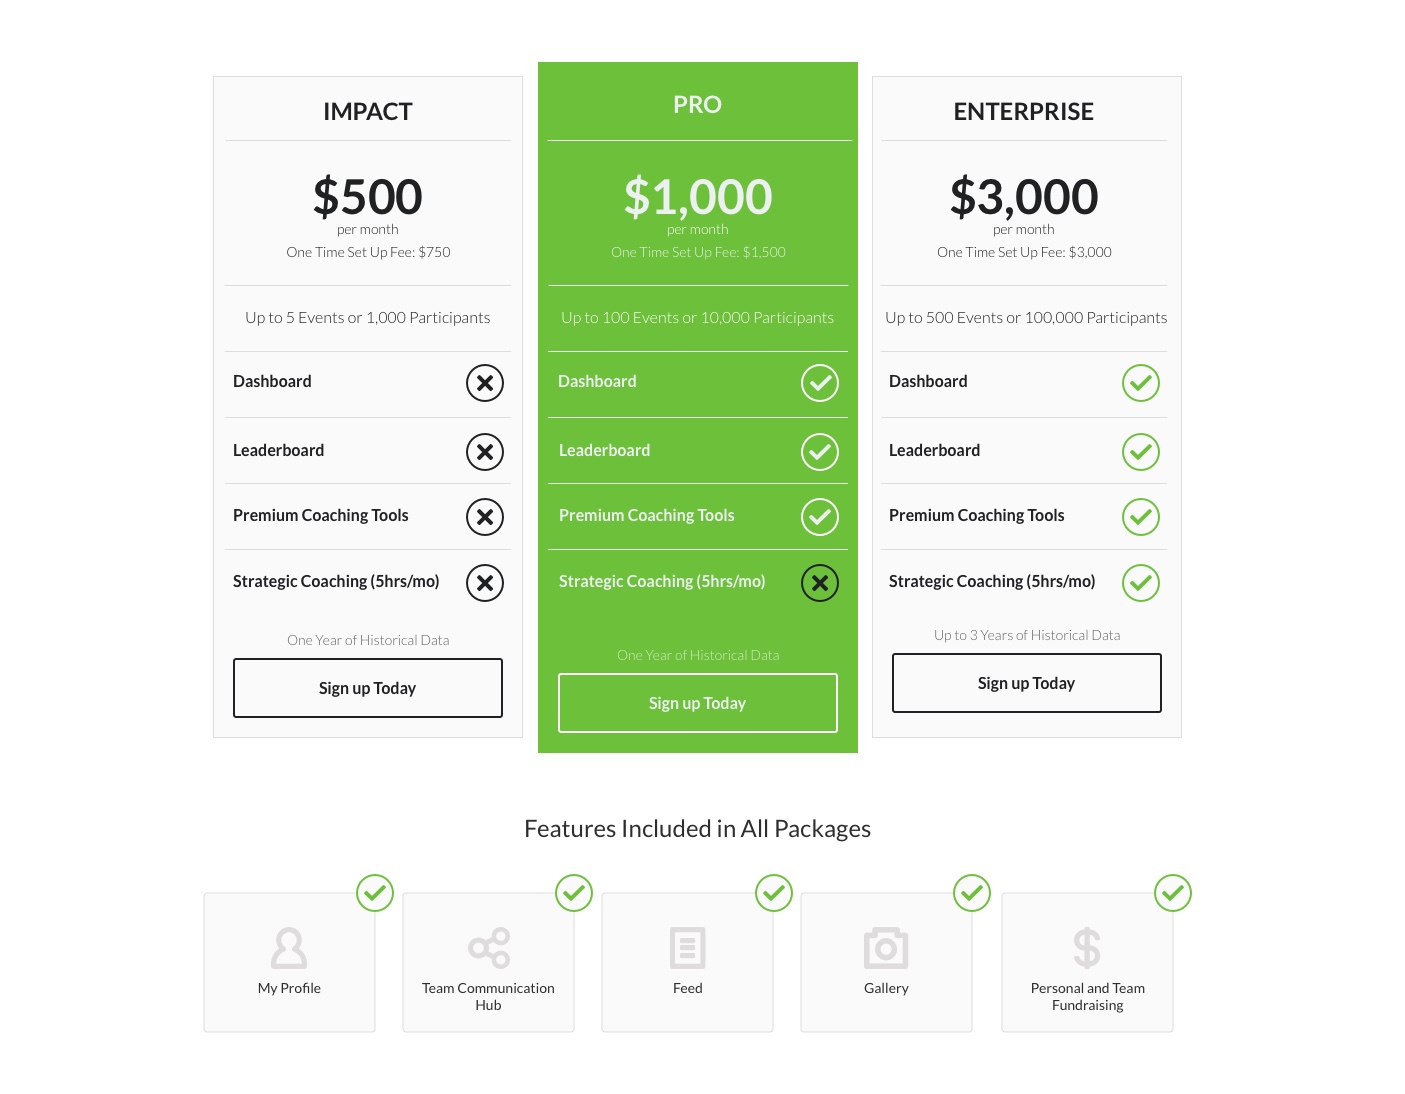 IMPACT
$500
per month
One Time Set Up Fee: $750
Up to 5 Events or 1,000 Participants
Dashboard
Leaderboard
Premium Coaching Tools
Strategic Coaching (5hrs/mo)
One Year of Historical Data
Sign up Today
PRO
$1,000
per month
One Time Set Up Fee: $1,500
Up to 100 Events or 10,000 Participants
Dashboard
Leaderboard
Premium Coaching Tools
Strategic Coaching (5hrs/mo)
One Year of Historical Data
Sign up Today
ENTERPRISE
$3,000
per month
One Time Set Up Fee: $3,000
Up to 500 Events or 100,000 Participants
Dashboard
Leaderboard
Premium Coaching Tools
Strategic Coaching (5hrs/mo)
Up to 3 Years of Historical Data
Sign up Today
Features Included in All Packages
My Profile
Team Communication
Hub
Feed
Gallery
Personal and Team
Fundraising